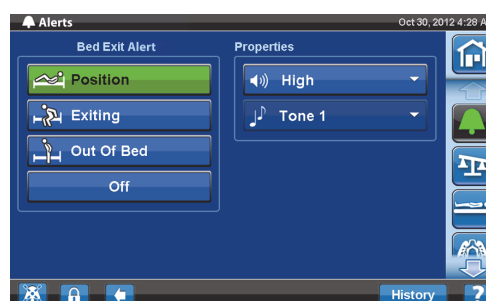 Alerts
Oct 30, 2012 4:28 A
Bed Exit Alert
Properties
Position
High
Exiting
Tone 1
Out Of Bed
Off
History
?